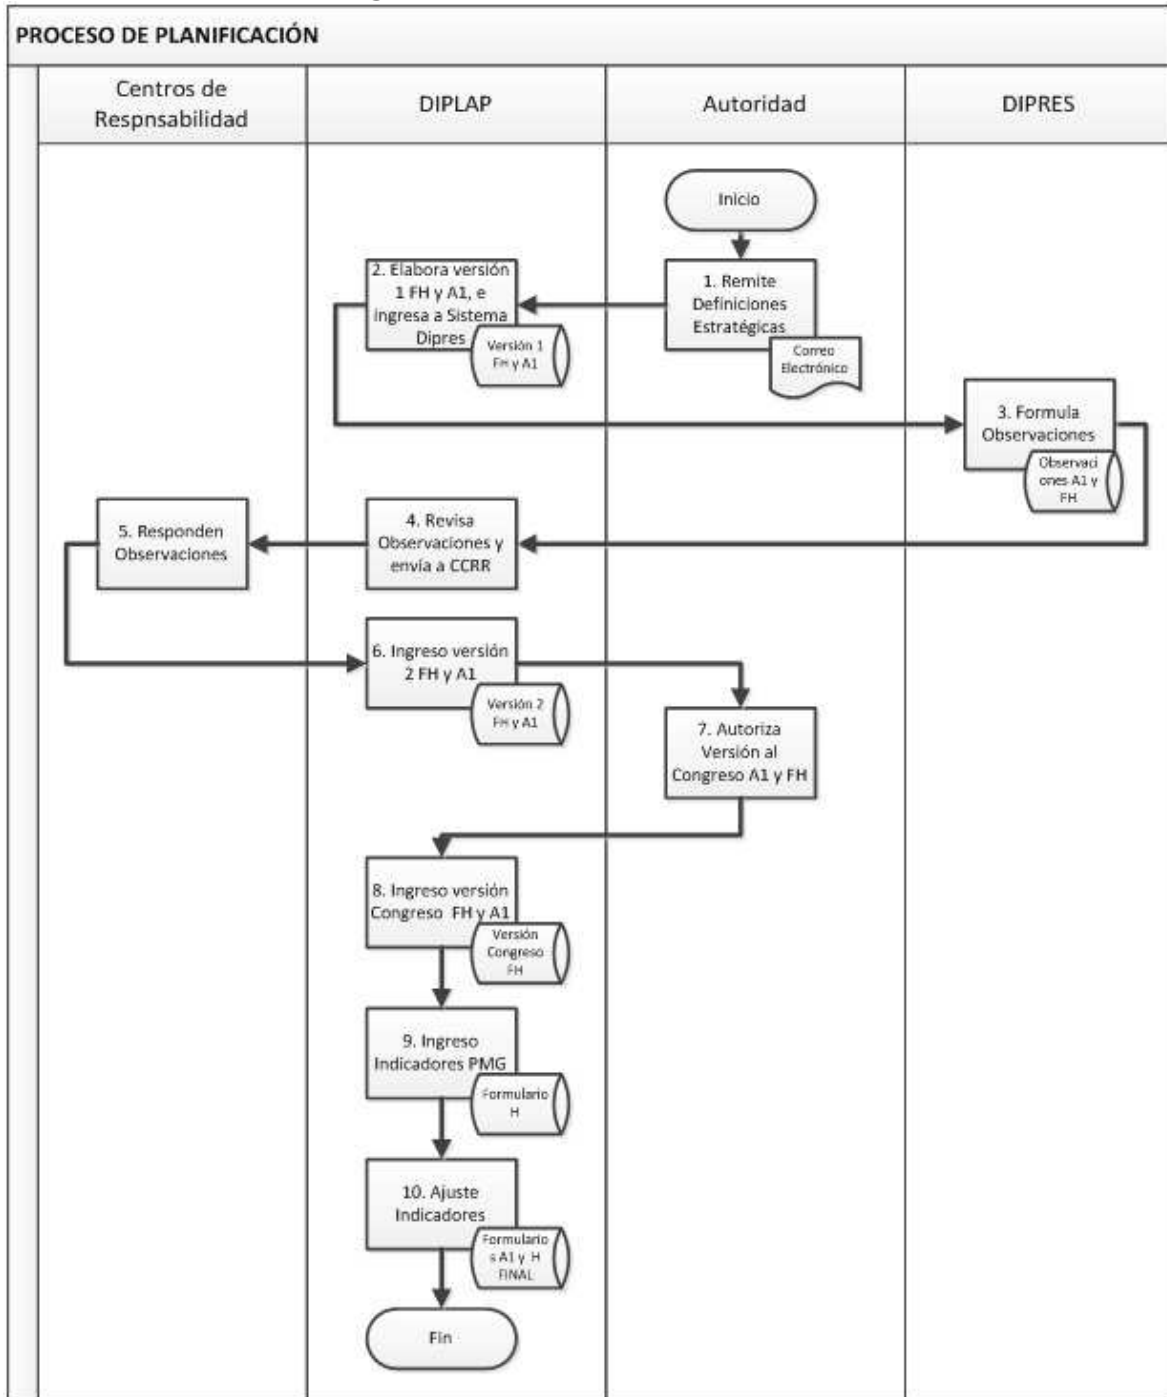 PROCESO DE PLANIFICACIÓN
Centros de
Respnsabilidad
DIPLAP
Autoridad
DIPRES
Inicio
1. Remite
Definiciones
Estratégicas
Correo
Electrónico
2. Elabora versión
1 FH y A1, e
ingresa a Sistema
Dipres
Versión 1
FH y A1
3. Formula
Observaciones
Observaci
ones A1 y
FH
4. Revisa
Observaciones y
envía a CCRR
5. Responden
Observaciones
6. Ingreso versión
2 FH y A1
Versión 2
FH y A1
7. Autoriza
Versión al
Congreso A1 y FH
8. Ingreso versión
Congreso FH y A1
Versión
Congreso
FH
9. Ingreso
Indicadores PMG
Formulario
H
10. Ajuste
Indicadores
Formulario
s A1 y H
FINAL
Fin